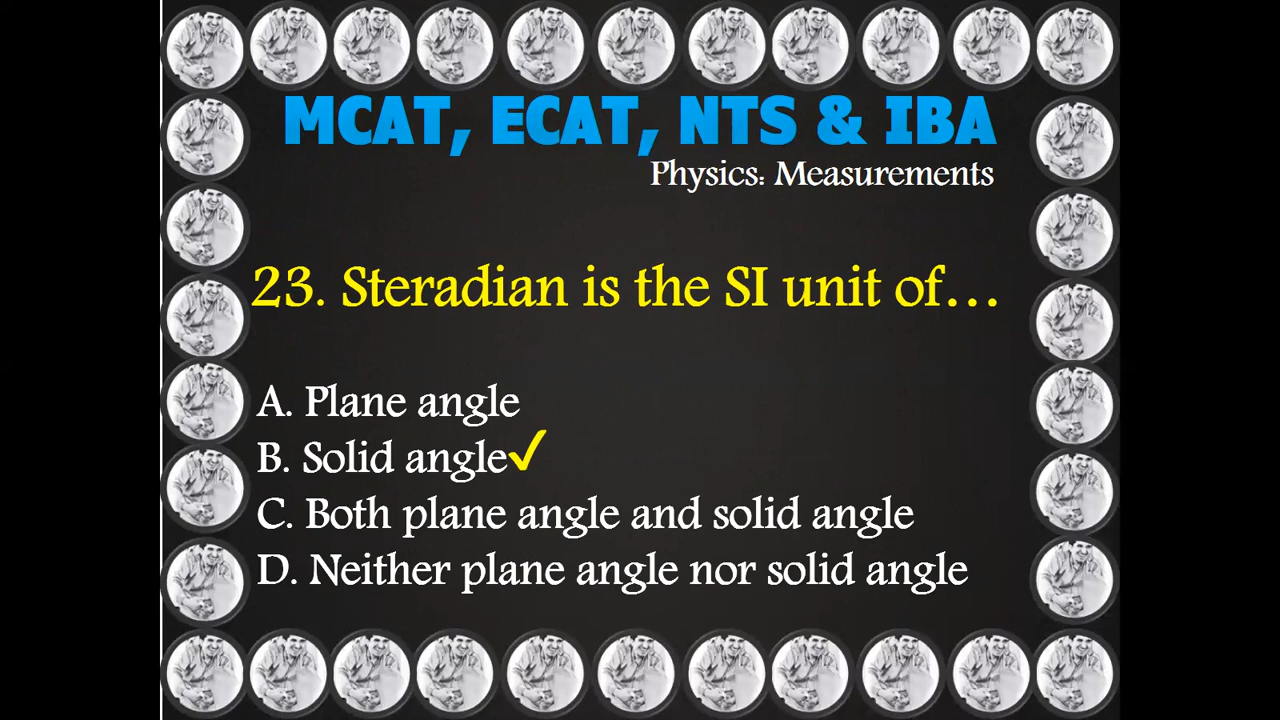 MCAT, ECAT, NTS & IBA
Physics: Measurements
23. Steradian is the SI unit of...
A. Plane angle
B. Solid angle✓
C. Both plane angle and solid angle
D. Neither plane angle nor solid angle